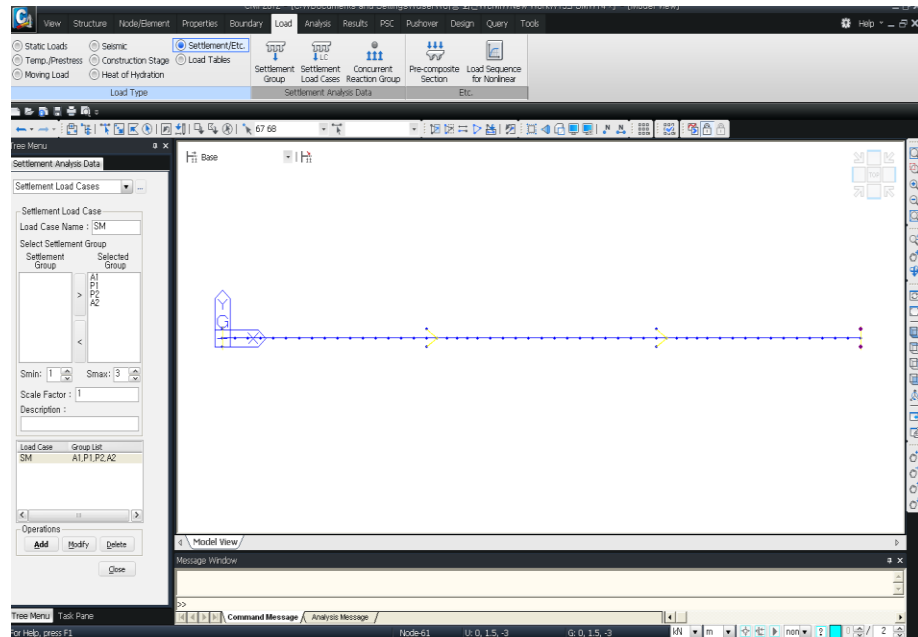 View Structure Node/Element Properties Boundary Load Analysis Results PSC Pushover Design Query Tools Help
Static Loads Seismic Settlement/Etc.
Temp./Prestress Construction Stage Load Tables
Moving Load Heat of Hydration
Load Type
Settlement Group
Settlement Load Cases
Concurrent Reaction Group
Settlement Analysis Data
Pre-composite Section
Load Sequence for Nonlinear
Etc.
67 68
Tree Menu
Settlement Analysis Data
Settlement Load Cases
...
Settlement Load Case
Load Case Name : SM
Select Settlement Group
Settlement Group
Selected Group
A1
P1
P2
A2
>
<
Smin: 1 Smax: 3
Scale Factor : 1
Description :
Load Case Group List
SM A1,P1,P2,A2
Operations
Add Modify Delete
Close
Tree Menu Task Pane
Base
TOP
Y
G
X
Model View
Message Window
>>
Command Message Analysis Message
For Help, press F1
Node-61 U: 0, 1.5, -3 G: 0, 1.5, -3 kN m non ? 0 / 2